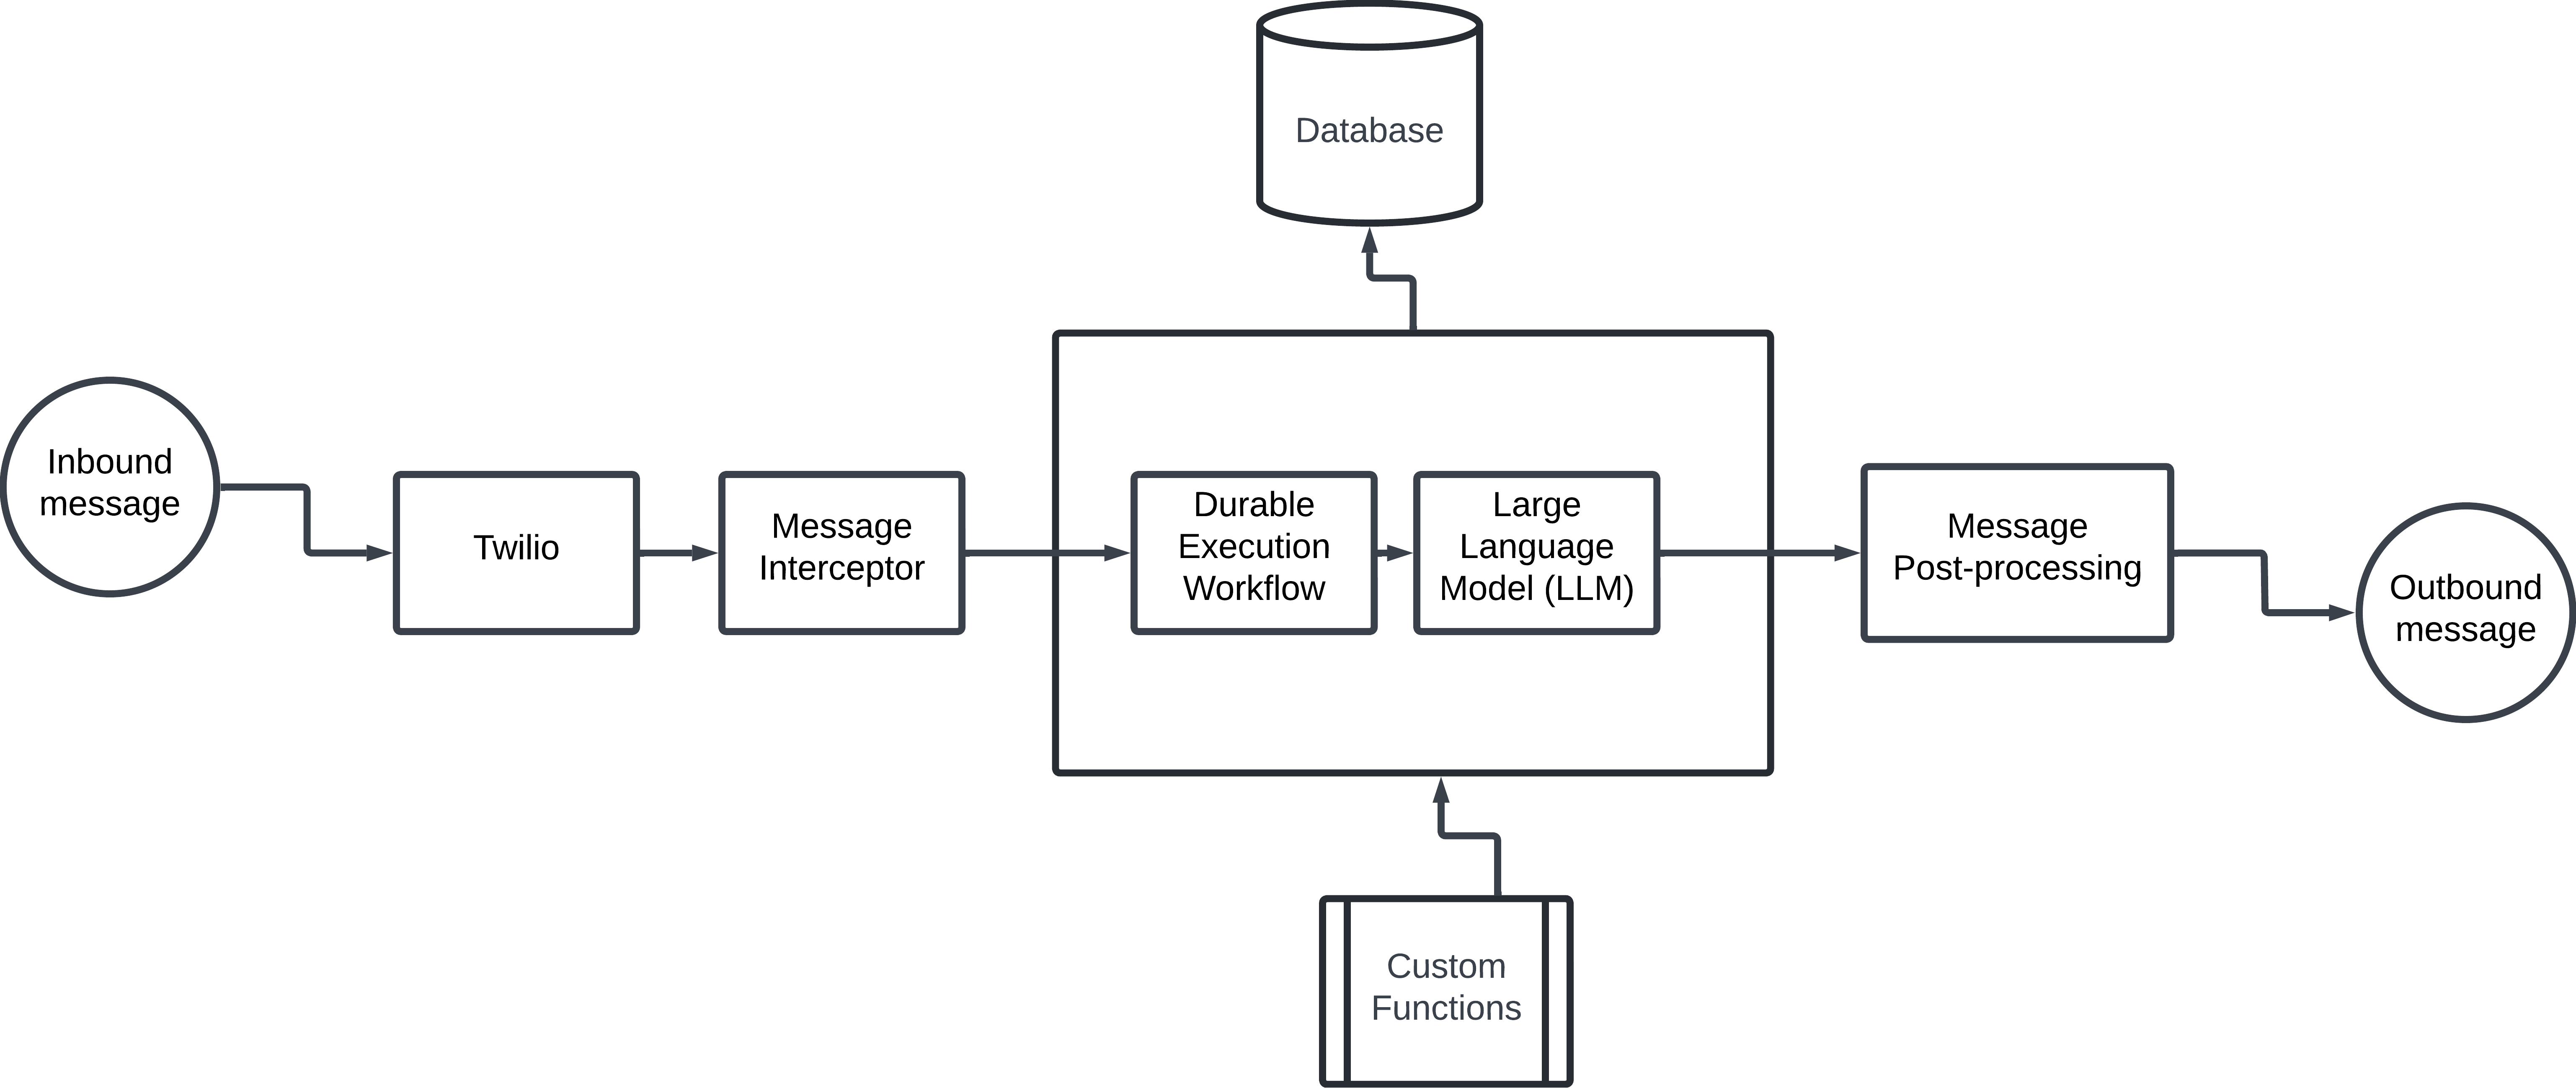 Database
Inbound
message
Twilio
Message
Interceptor
Durable
Execution
Workflow
Large
Language
Model (LLM)
Message
Post-processing
Outbound
message
Custom
Functions